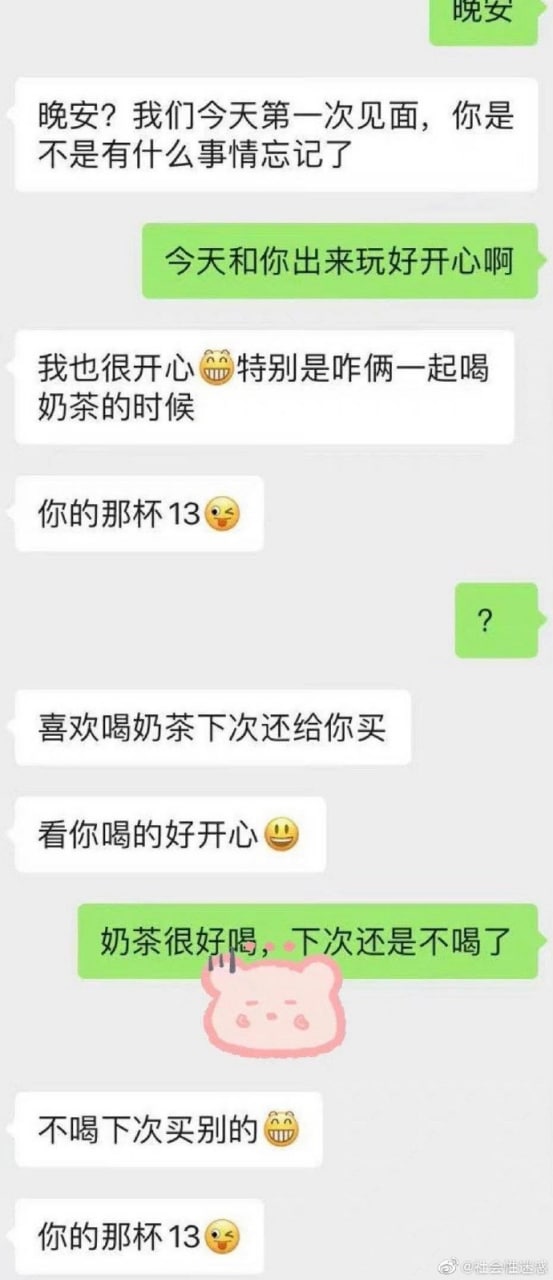 晚安
晚安？我们今天第一次见面，你是
不是有什么事情忘记了
今天和你出来玩好开心啊
我也很开心😁特别是咋俩一起喝
奶茶的时候
你的那杯13😜
？
喜欢喝奶茶下次还给你买
看你喝的好开心😃
奶茶很好喝，下次还是不喝了
不喝下次买别的😁
你的那杯13😜
@社会性迷惑